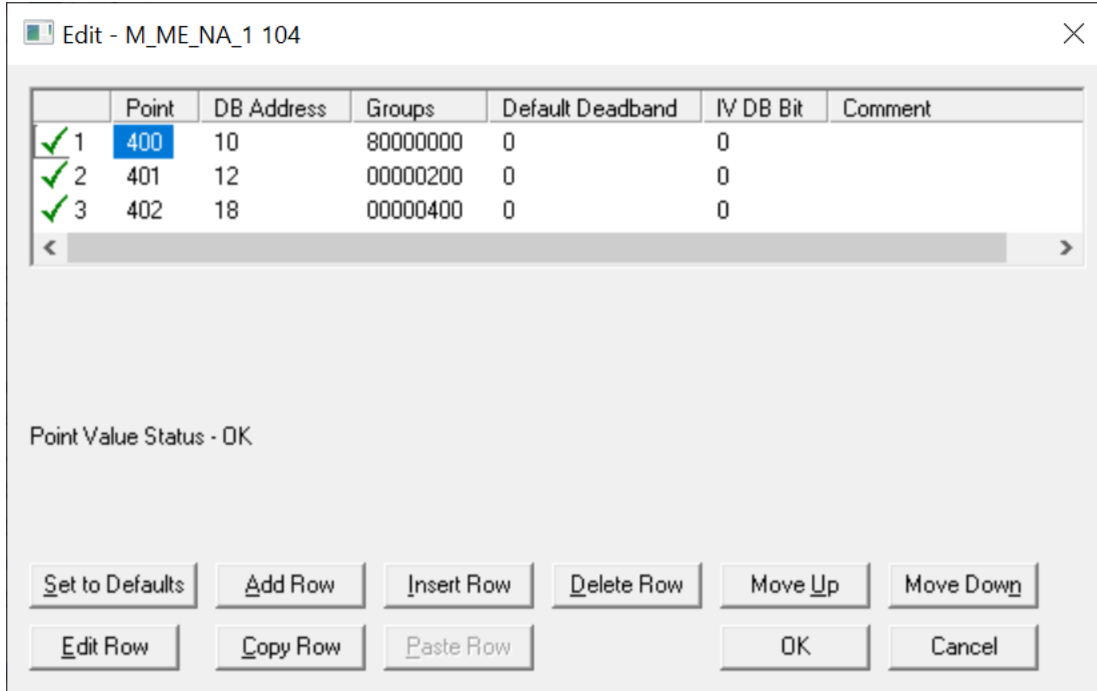 Edit - M_ME_NA_1 104
Point DB Address Groups Default Deadband IV DB Bit Comment
1 400 10 80000000 0 0
2 401 12 00000200 0 0
3 402 18 00000400 0 0
Point Value Status - OK
Set to Defaults Add Row Insert Row Delete Row Move Up Move Down
Edit Row Copy Row Paste Row OK Cancel